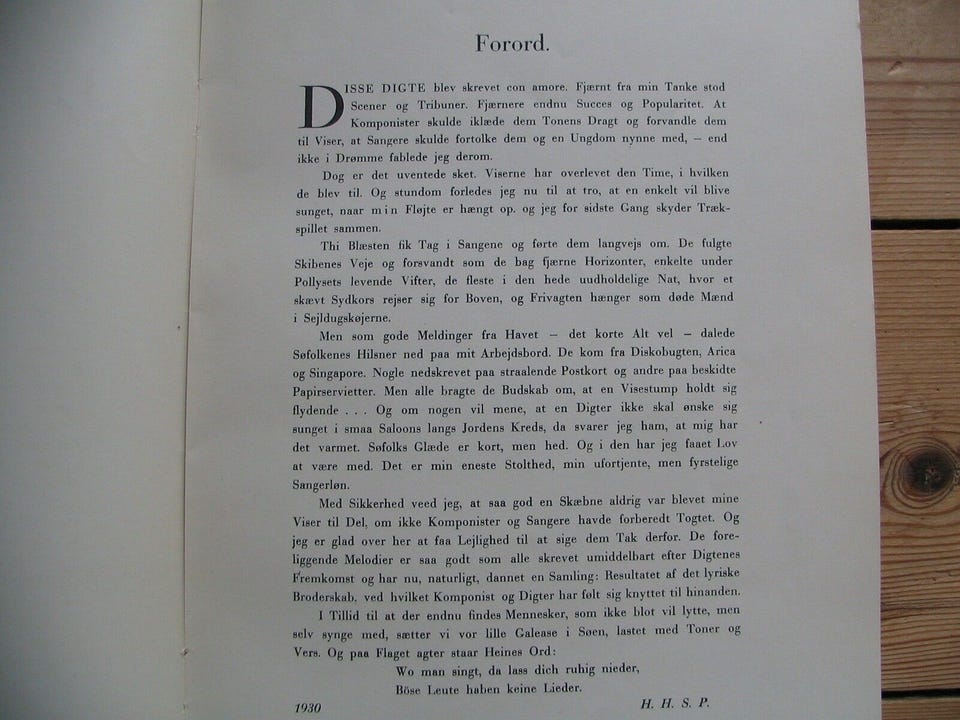 Forord.
DISSE DIGTE blev skrevet con amore. Fjærnt fra min Tanke stod
Scener og Tribuner. Fjærnere endnu Succes og Popularitet. At
Komponister skulde iklæde dem Tonens Dragt og forvandle dem
til Viser, at Sangere skulde fortolke dem og en Ungdom nynne med, — end
ikke i Drømme fablede jeg derom.
Dog er det uventede sket. Viserne har overlevet den Time, i hvilken
de blev til. Og stundom forledes jeg nu til at tro, at en enkelt vil blive
sunget, naar min Fløjte er hængt op. og jeg for sidste Gang skyder Træk-
spillet sammen.
Thi Blæsten fik Tag i Sangene og førte dem langvejs om. De fulgte
Skibenes Veje og forsvandt som de bag fjærne Horizonter, enkelte under
Pollysets levende Vifter, de fleste i den hede uudholdelige Nat, hvor et
skævt Sydkors rejser sig for Boven, og Frivagten hænger som døde Mænd
i Sejldugskøjerne.
Men som gode Meldinger fra Havet — det korte Alt vel — dalede
Søfolkenes Hilsner ned paa mit Arbejdsbord. De kom fra Diskobugten, Arica
og Singapore. Nogle nedskrevet paa straalende Postkort og andre paa beskidte
Papirservietter. Men alle bragte de Budskab om, at en Visestump holdt sig
flydende . . . Og om nogen vil mene, at en Digter ikke skal ønske sig
sunget i smaa Saloons langs Jordens Kreds, da svarer jeg ham, at mig har
det varmet. Søfolks Glæde er kort, men hed. Og i den har jeg faaet Lov
at være med. Det er min eneste Stolthed, min ufortjente, men fyrstelige
Sangerløn.
Med Sikkerhed veed jeg, at saa god en Skæbne aldrig var blevet mine
Viser til Del, om ikke Komponister og Sangere havde forberedt Togtet. Og
jeg er glad over her at faa Lejlighed til at sige dem Tak derfor. De fore-
liggende Melodier er saa godt som alle skrevet umiddelbart efter Digtenes
Fremkomst og har nu, naturligt, dannet en Samling: Resultatet af det lyriske
Broderskab, ved hvilket Komponist og Digter har følt sig knyttet til hinanden.
I Tillid til at der endnu findes Mennesker, som ikke blot vil lytte, men
selv synge med, sætter vi vor lille Galease i Søen, lastet med Toner og
Vers. Og paa Flaget agter staar Heines Ord:
Wo man singt, da lass dich ruhig nieder,
Böse Leute haben keine Lieder.
1930 H. H. S. P.